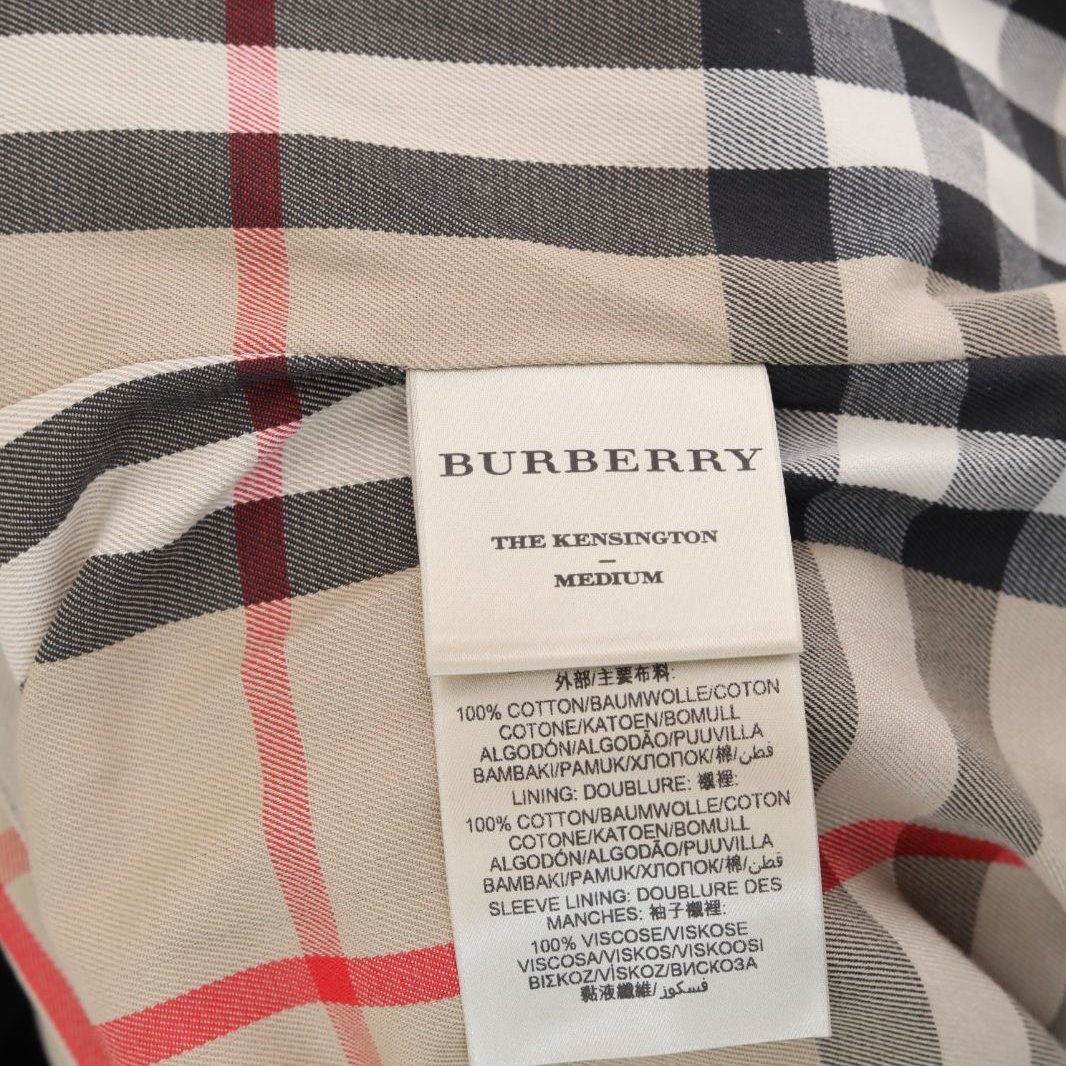 BURBERRY
THE KENSINGTON
–
MEDIUM
外部/主要布料:
100% COTTON/BAUMWOLLE/COTON
COTONE/KATOEN/BOMULL
ALGODÓN/ALGODÃO/PUUVILLA
BAMBAKI/PAMUK/ХЛОПОК/棉/قطن
LINING: DOUBLURE: 襯裡:
100% COTTON/BAUMWOLLE/COTON
COTONE/KATOEN/BOMULL
ALGODÓN/ALGODÃO/PUUVILLA
BAMBAKI/PAMUK/ХЛОПОК/棉/قطن
SLEEVE LINING: DOUBLURE DES
MANCHES: 袖子襯裡:
100% VISCOSE/VISKOSE
VISCOSA/VISKOS/VISKOOSI
ΒΙΣΚΟΖ/VİSKOZ/ВИСКОЗА
黏液纖維/فسكوز